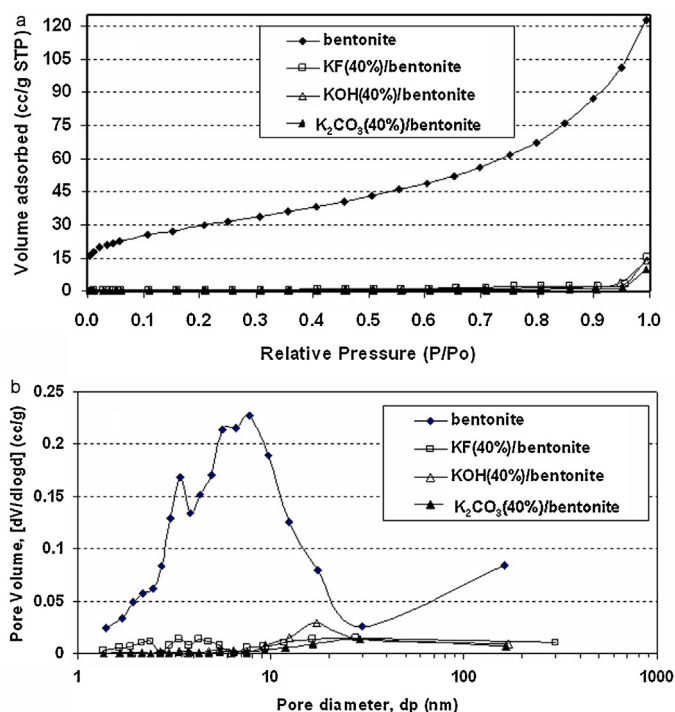 a
Volume adsorbed (cc/g STP)
120
105
90
75
60
45
30
15
0
bentonite
KF(40%)/bentonite
KOH(40%)/bentonite
K₂CO₃(40%)/bentonite
0.0 0.1 0.2 0.3 0.4 0.5 0.6 0.7 0.8 0.9 1.0
Relative Pressure (P/Po)
b
Pore Volume, [dV/dlogd] (cc/g)
0.25
0.2
0.15
0.1
0.05
0
bentonite
KF(40%)/bentonite
KOH(40%)/bentonite
K₂CO₃(40%)/bentonite
1 10 100 1000
Pore diameter, dp (nm)